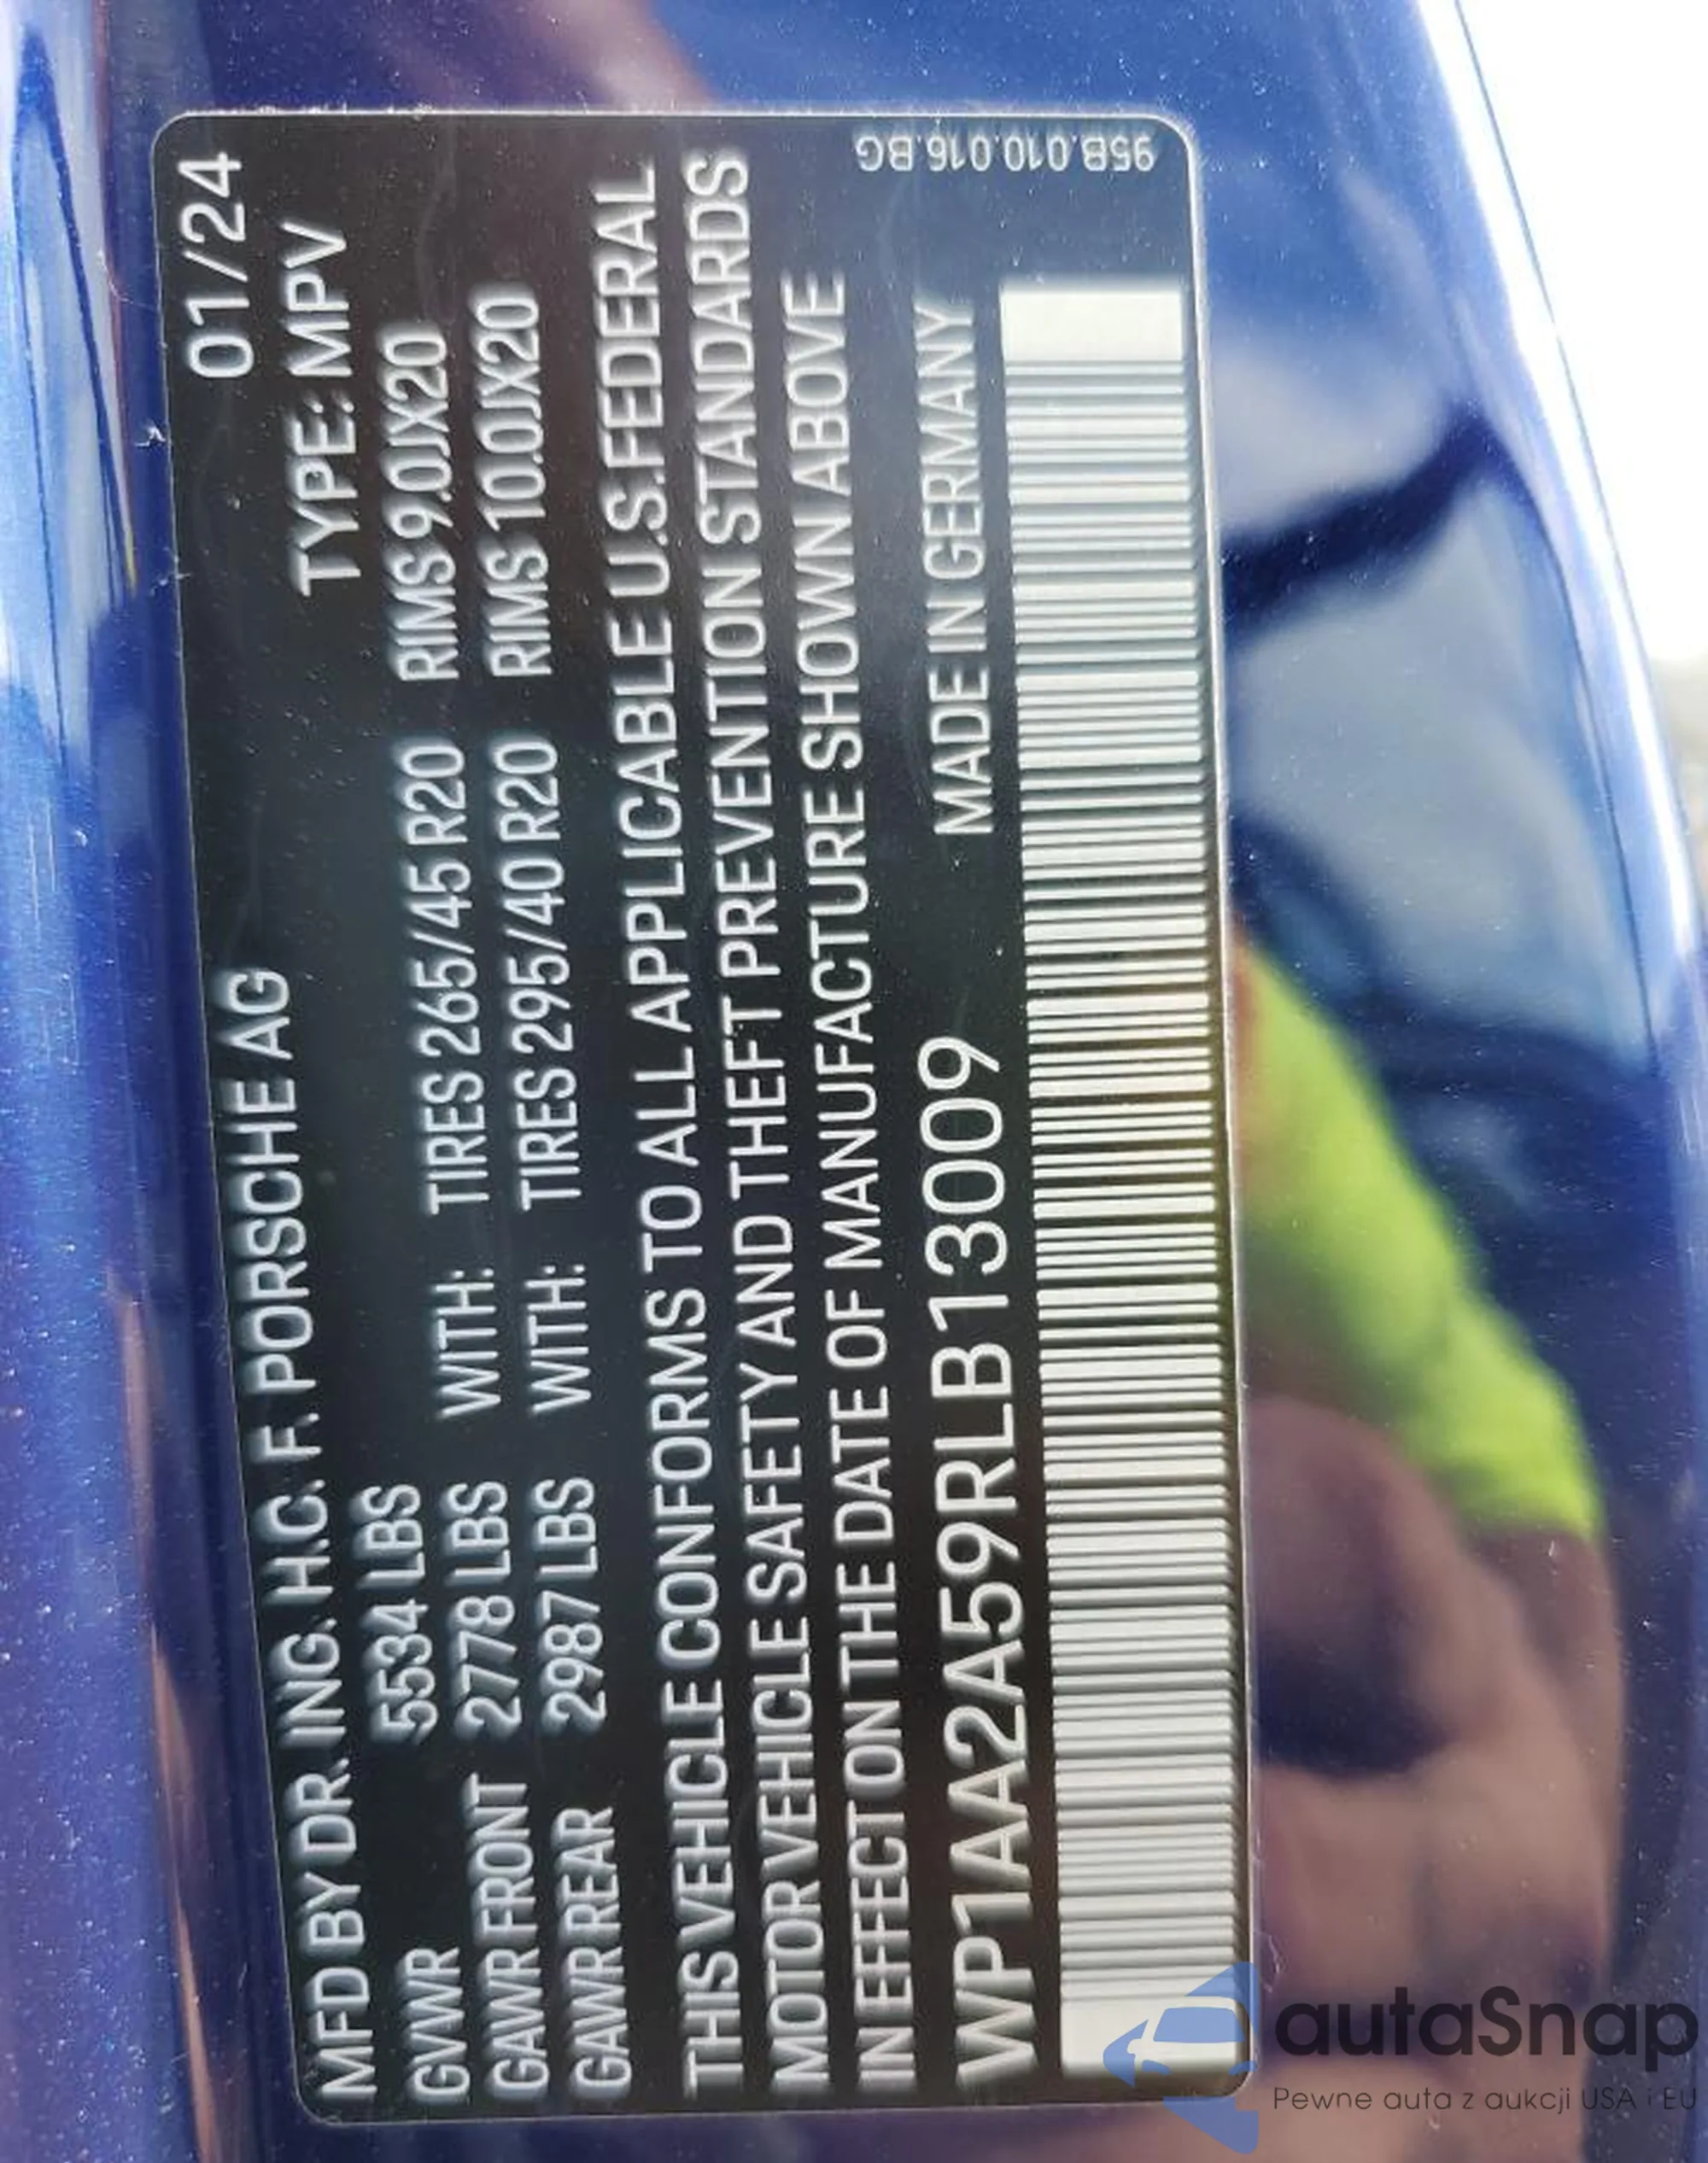 MFD BY DR. ING. H.C. F. PORSCHE AG 01/24
TYPE: MPV
GVWR 5534 LBS
GAWR FRONT 2778 LBS WITH: TIRES 265/45 R20 RIMS 9.0JX20
GAWR REAR 2987 LBS WITH: TIRES 295/40 R20 RIMS 10.0JX20
THIS VEHICLE CONFORMS TO ALL APPLICABLE U.S.FEDERAL
MOTOR VEHICLE SAFETY AND THEFT PREVENTION STANDARDS
IN EFFECT ON THE DATE OF MANUFACTURE SHOWN ABOVE
WP1AA2A59RLB13009 MADE IN GERMANY
95B.010.016.BG
autaSnap
Pewne auta z aukcji USA i EU